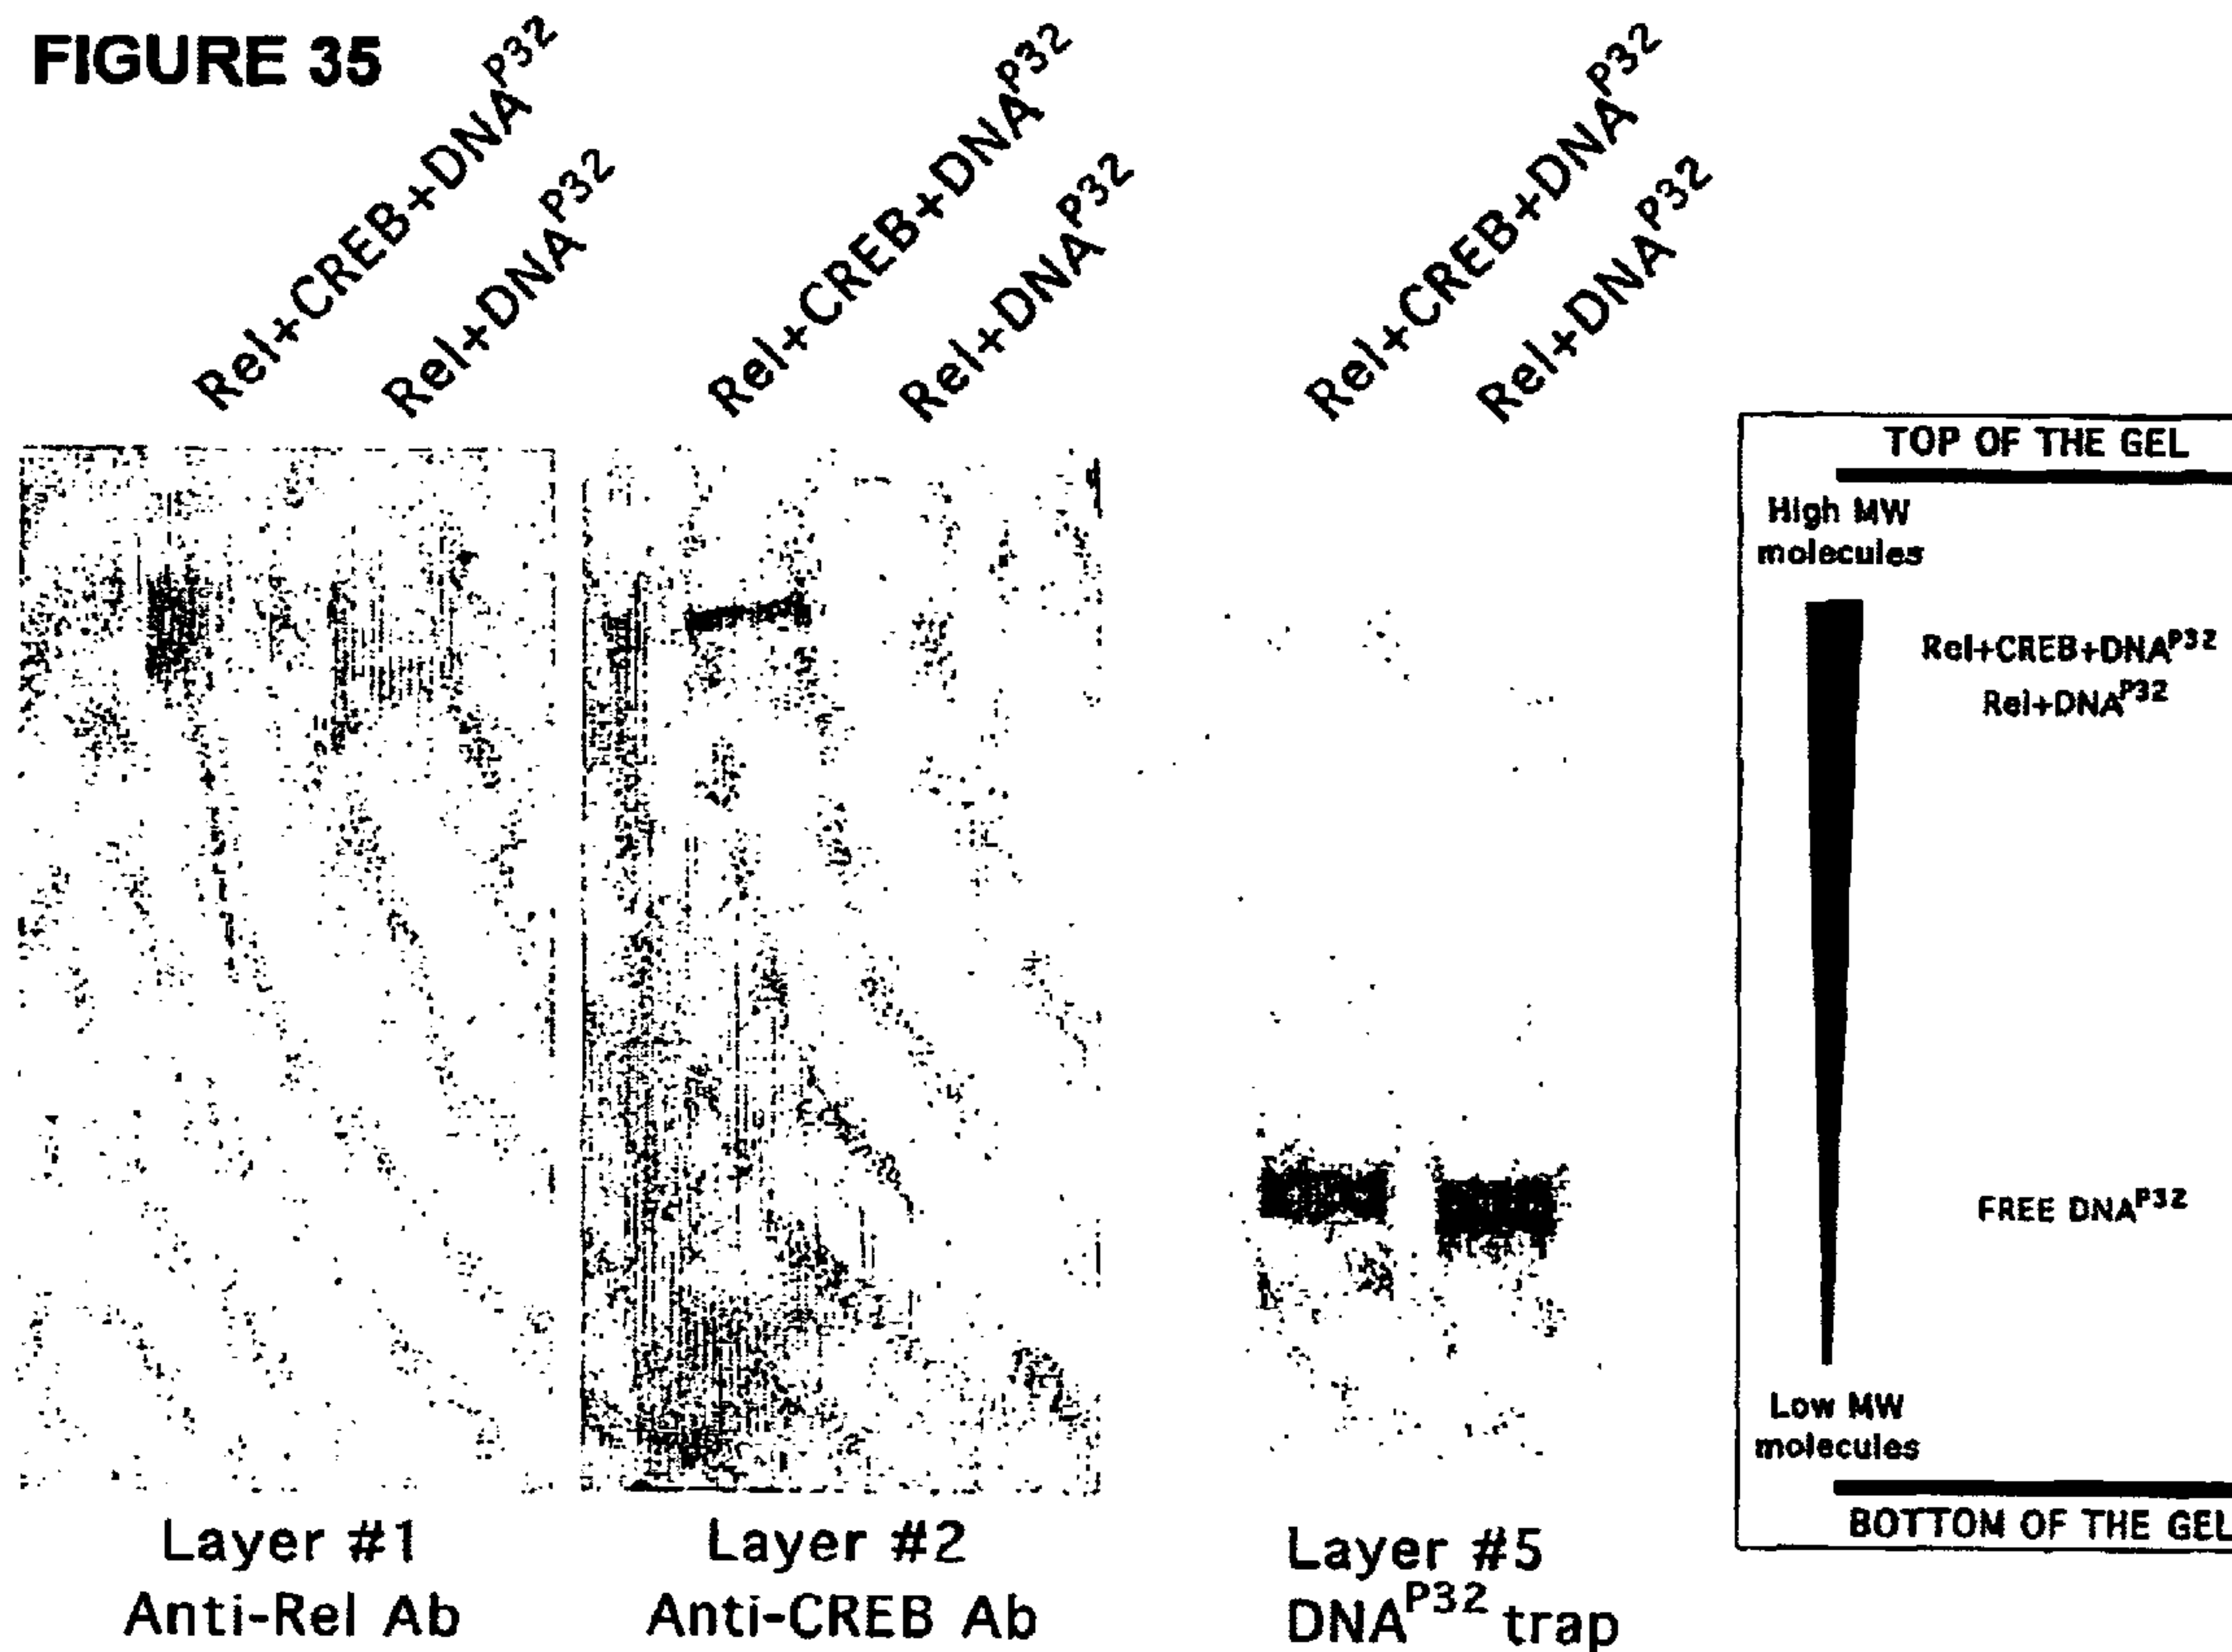 FIGURE 35
Rel+CREB+DNA^P32
Rel+DNA^P32
Rel+CREB+DNA^P32
Rel+DNA^P32
Rel+CREB+DNA^P32
Rel+DNA^P32
Layer #1
Anti-Rel Ab
Layer #2
Anti-CREB Ab
Layer #5
DNA^P32 trap
TOP OF THE GEL
High MW
molecules
Rel+CREB+DNA^P32
Rel+DNA^P32
FREE DNA^P32
Low MW
molecules
BOTTOM OF THE GEL